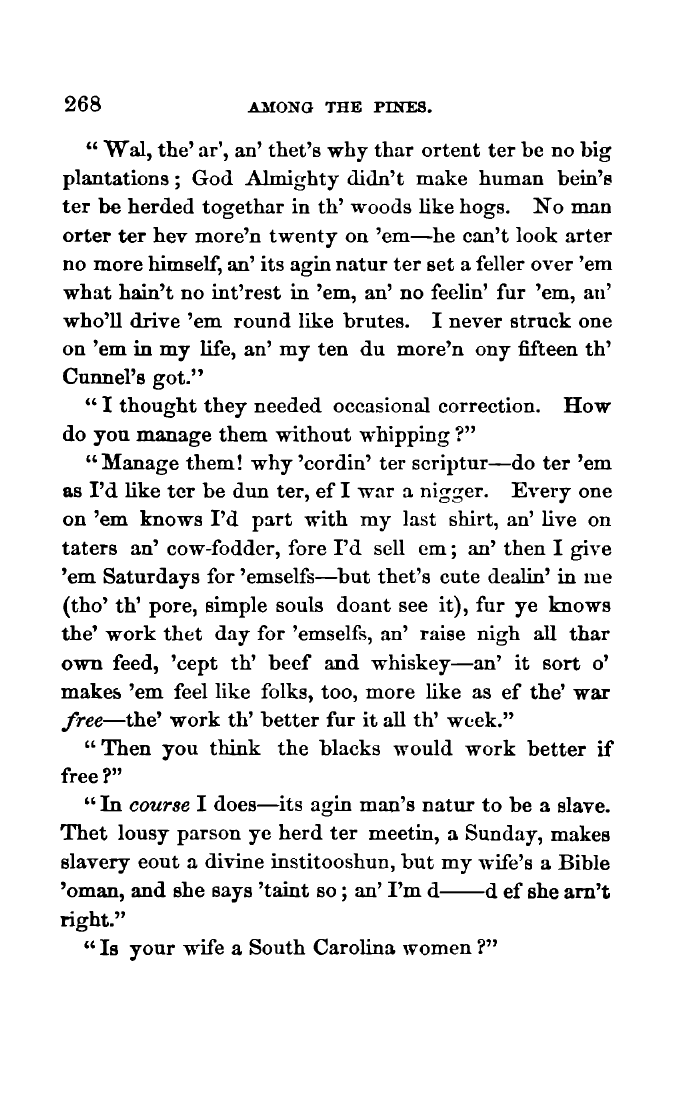 268 AMONG THE PINES.
“ Wal, the’ ar’, an’ thet’s why thar ortent ter be no big
plantations ; God Almighty didn’t make human bein’s
ter be herded togethar in th’ woods like hogs. No man
orter ter hev more’n twenty on ’em—he can’t look arter
no more himself, an’ its agin natur ter set a feller over ’em
what hain’t no int’rest in ’em, an’ no feelin’ fur ’em, an’
who’ll drive ’em round like brutes. I never struck one
on ’em in my life, an’ my ten du more’n ony fifteen th’
Cunnel’s got.”
“ I thought they needed occasional correction. How
do you manage them without whipping ?”
“ Manage them! why ’cordin’ ter scriptur—do ter ’em
as I’d like ter be dun ter, ef I war a nigger. Every one
on ’em knows I’d part with my last shirt, an’ live on
taters an’ cow-fodder, fore I’d sell em ; an’ then I give
’em Saturdays for ’emselfs—but thet’s cute dealin’ in me
(tho’ th’ pore, simple souls doant see it), fur ye knows
the’ work thet day for ’emselfs, an’ raise nigh all thar
own feed, ’cept th’ beef and whiskey—an’ it sort o’
makes ’em feel like folks, too, more like as ef the’ war
free—the’ work th’ better fur it all th’ week.”
“ Then you think the blacks would work better if
free ?”
“ In course I does—its agin man’s natur to be a slave.
Thet lousy parson ye herd ter meetin, a Sunday, makes
slavery eout a divine institooshun, but my wife’s a Bible
’oman, and she says ’taint so ; an’ I’m d——d ef she arn’t
right.”
“ Is your wife a South Carolina women ?”